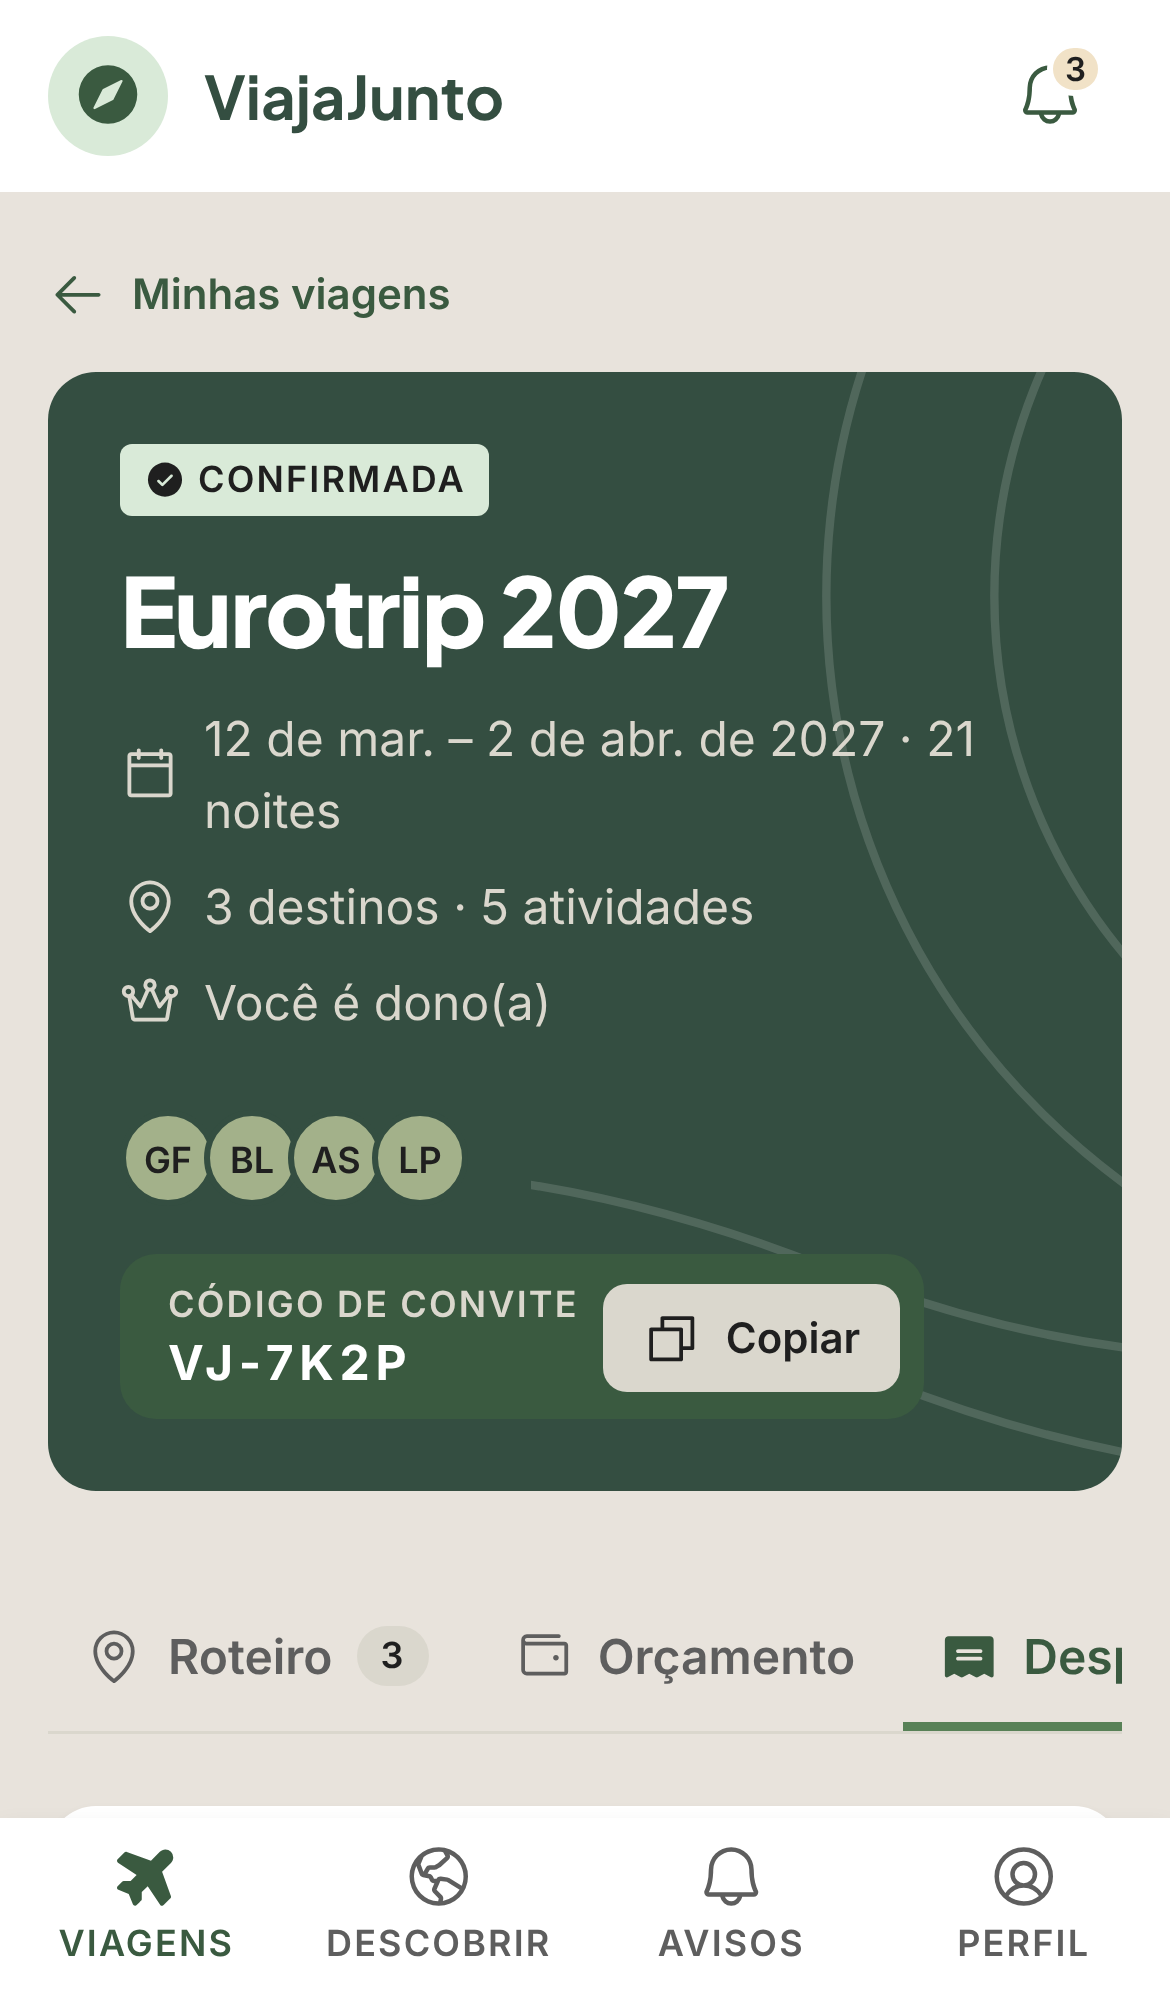 ViajaJunto
3
Minhas viagens
CONFIRMADA
Eurotrip 2027
12 de mar. – 2 de abr. de 2027 · 21
noites
3 destinos · 5 atividades
Você é dono(a)
GF BL AS LP
CÓDIGO DE CONVITE
VJ-7K2P
Copiar
Roteiro 3 Orçamento
VIAGENS DESCOBRIR AVISOS PERFIL